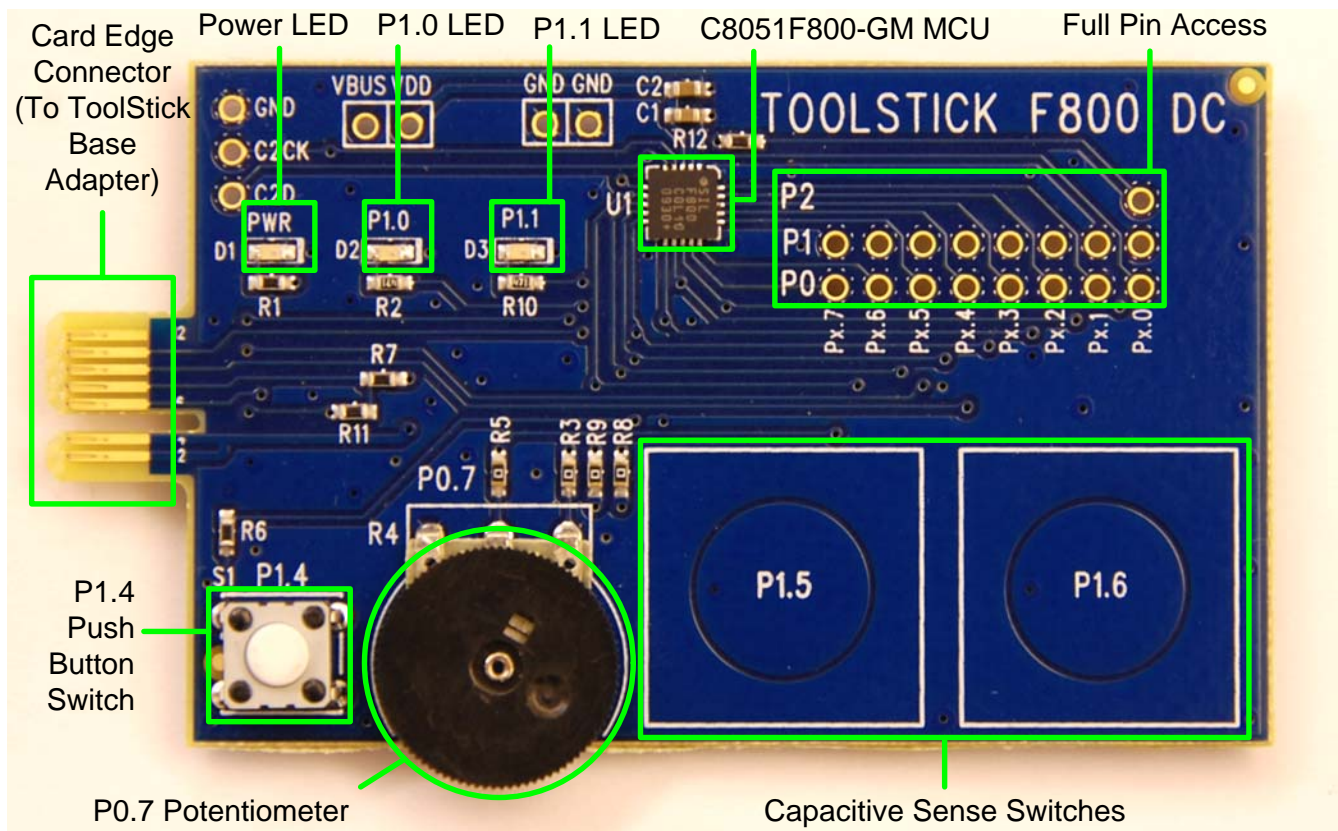 Card Edge
Connector
(To ToolStick
Base
Adapter)
Power LED
P1.0 LED
P1.1 LED
C8051F800-GM MCU
Full Pin Access
GND
C2CK
C2D
VBUS VDD
GND GND
C2
C1
R12
TOOLSTICK F800 DC
U1
SIL
F800
P2
P1
P0
Px.7
Px.6
Px.5
Px.4
Px.3
Px.2
Px.1
Px.0
PWR
D1
R1
P1.0
D2
R2
P1.1
D3
R10
R7
R11
2
2
R5
R3
R9
R8
P0.7
R4
R6
S1
P1.4
P1.5
P1.6
P1.4
Push
Button
Switch
P0.7 Potentiometer
Capacitive Sense Switches